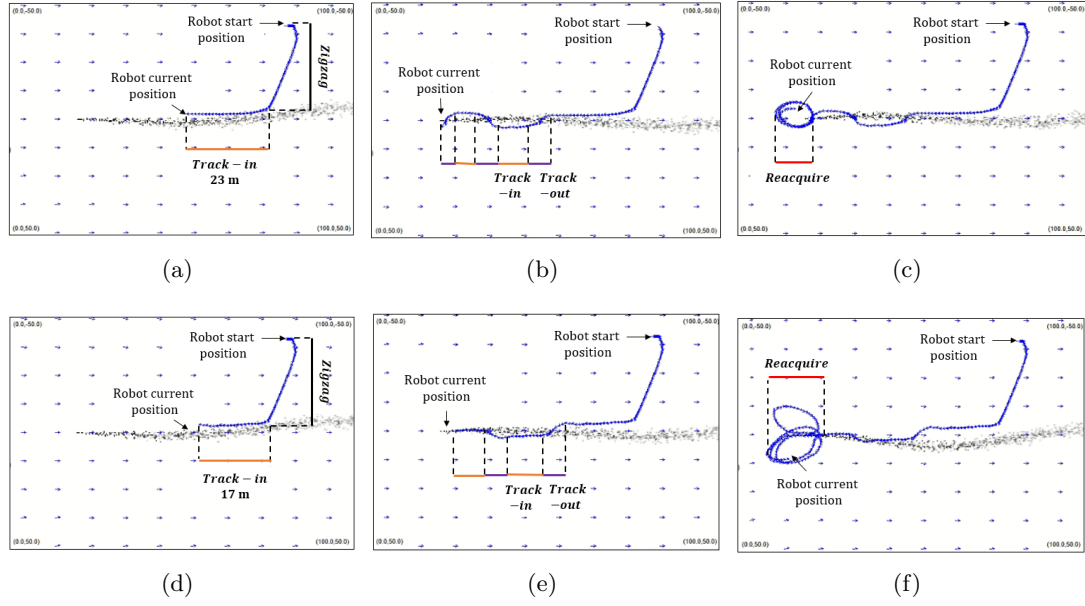 (0.0,-50.0)
(100.0,-50.0)
Robot start
position
Zigzag
Robot current
position
Track − in
23 m
(0.0,50.0)
(100.0,50.0)
(a)
(0.0,-50.0)
(100.0,-50.0)
Robot start
position
Robot current
position
Track
−in
Track
−out
(0.0,50.0)
(100.0,50.0)
(b)
(0.0,-50.0)
(100.0,-50.0)
Robot start
position
Robot current
position
Reacquire
(0.0,50.0)
(100.0,50.0)
(c)
(0.0,-50.0)
(100.0,-50.0)
Robot start
position
Zigzag
Robot current
position
Track − in
17 m
(0.0,50.0)
(100.0,50.0)
(d)
(0.0,-50.0)
(100.0,-50.0)
Robot start
position
Robot current
position
Track
−in
Track
−out
(0.0,50.0)
(100.0,50.0)
(e)
(0.0,-50.0)
(100.0,-50.0)
Robot start
position
Reacquire
Robot current
position
(0.0,50.0)
(100.0,50.0)
(f)